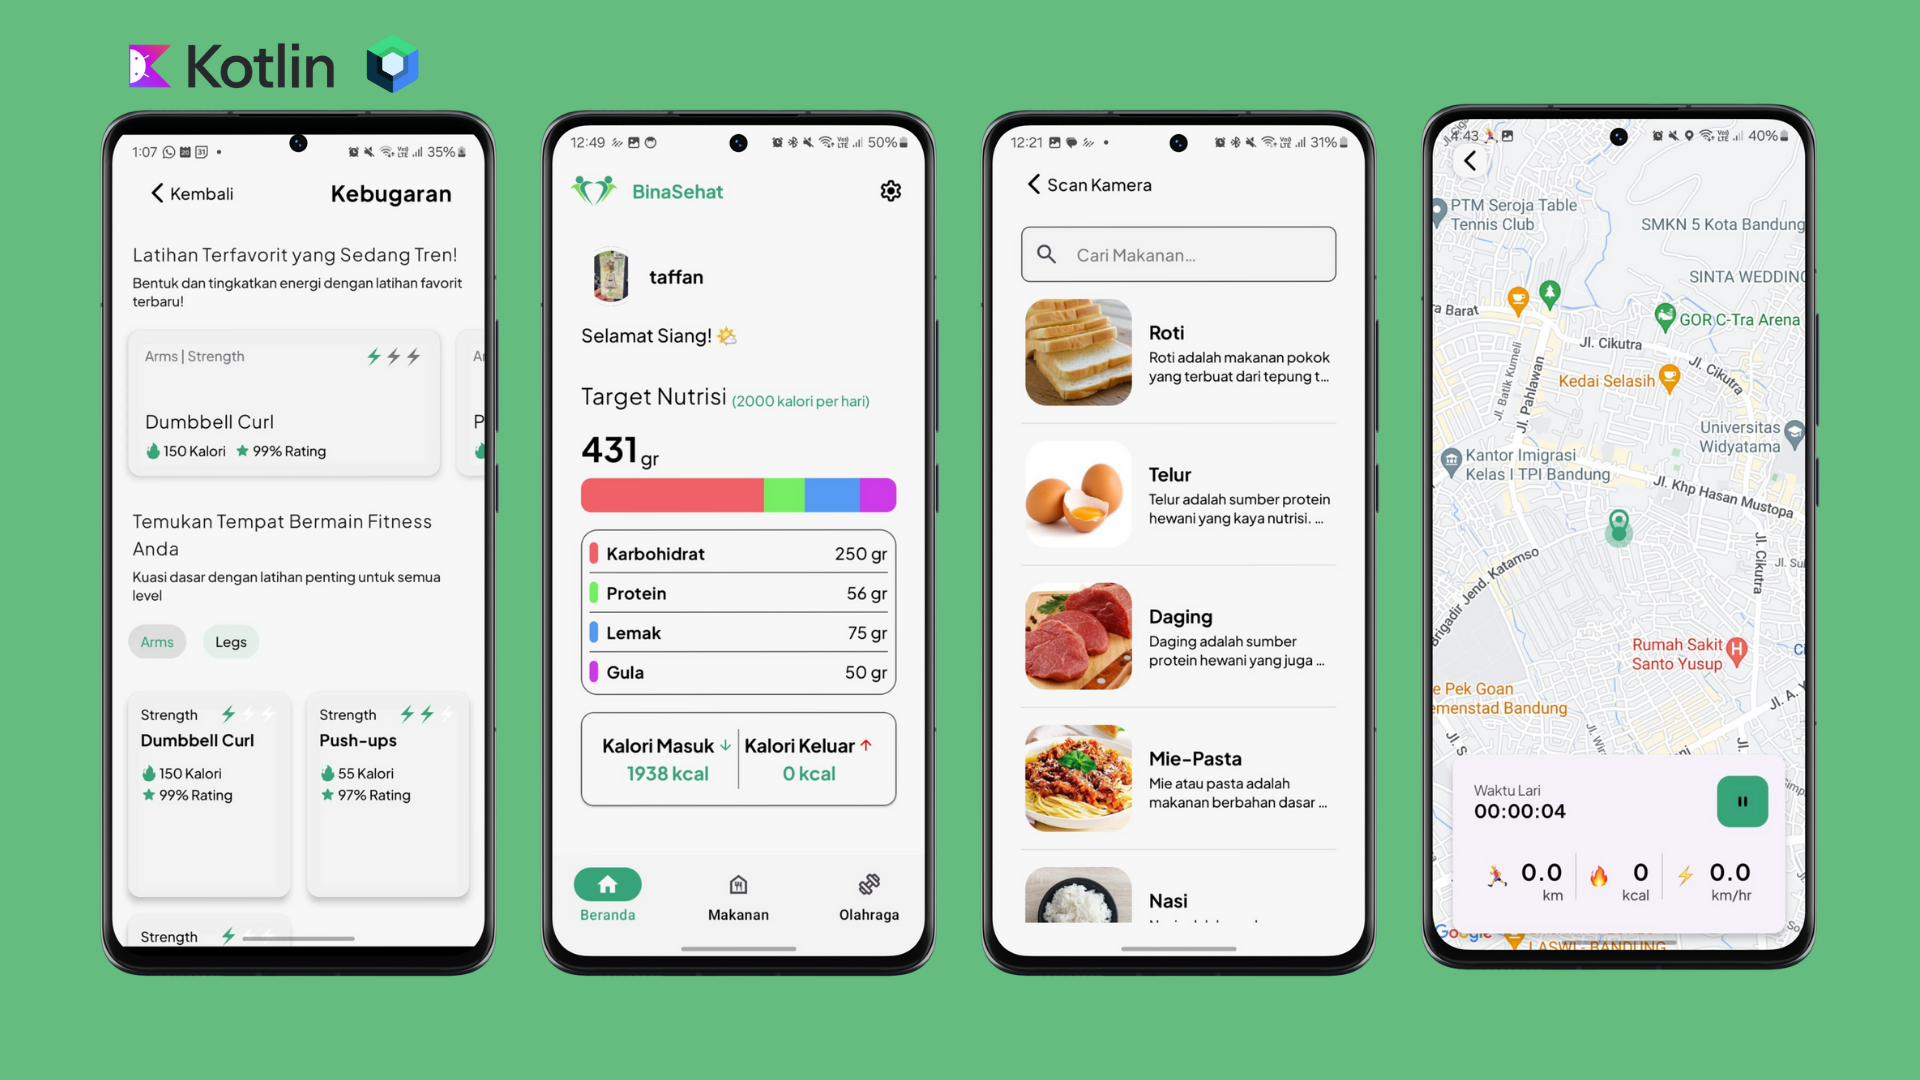 Kotlin
1:07
35%
Kembali
Kebugaran
Latihan Terfavorit yang Sedang Tren!
Bentuk dan tingkatkan energi dengan latihan favorit
terbaru!
Arms | Strength
Dumbbell Curl
150 Kalori
99% Rating
Temukan Tempat Bermain Fitness
Anda
Kuasi dasar dengan latihan penting untuk semua
level
Arms
Legs
Strength
Dumbbell Curl
150 Kalori
99% Rating
Strength
Push-ups
55 Kalori
97% Rating
Strength
12:49
50%
BinaSehat
taffan
Selamat Siang!
Target Nutrisi (2000 kalori per hari)
431 gr
Karbohidrat 250 gr
Protein 56 gr
Lemak 75 gr
Gula 50 gr
Kalori Masuk
1938 kcal
Kalori Keluar
0 kcal
Beranda
Makanan
Olahraga
12:21
31%
Scan Kamera
Cari Makanan...
Roti
Roti adalah makanan pokok
yang terbuat dari tepung t...
Telur
Telur adalah sumber protein
hewani yang kaya nutrisi. ...
Daging
Daging adalah sumber
protein hewani yang juga ...
Mie-Pasta
Mie atau pasta adalah
makanan berbahan dasar ...
Nasi
4:43
40%
PTM Seroja Table
Tennis Club
SMKN 5 Kota Bandung
SINTA WEDDING
ra Barat
GOR C-Tra Arena
Jl. Cikutra
Jl. Batik Kumeli
Jl. Pahlawan
Kedai Selasih
Jl. Cikutra
Universitas
Widyatama
Kantor Imigrasi
Kelas I TPI Bandung
Jl. Khp Hasan Mustopa
Brigadir Jend. Katamso
Jl. Cikutra
Rumah Sakit
Santo Yusup
e Pek Goan
emenstad Bandung
Jl. A.
Waktu Lari
00:00:04
0.0
km
0
kcal
0.0
km/hr
Google
LASWI - BANDUNG